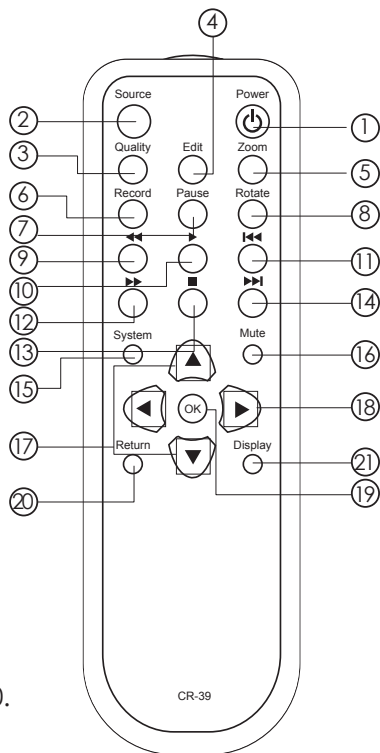 4
Source Power
2 1
Quality Edit Zoom
3 5
Record Pause Rotate
6 8
7
9 11
10
12 14
System Mute
13
15 16
OK
17 18
Return Display
19
20 21
0.
CR-39